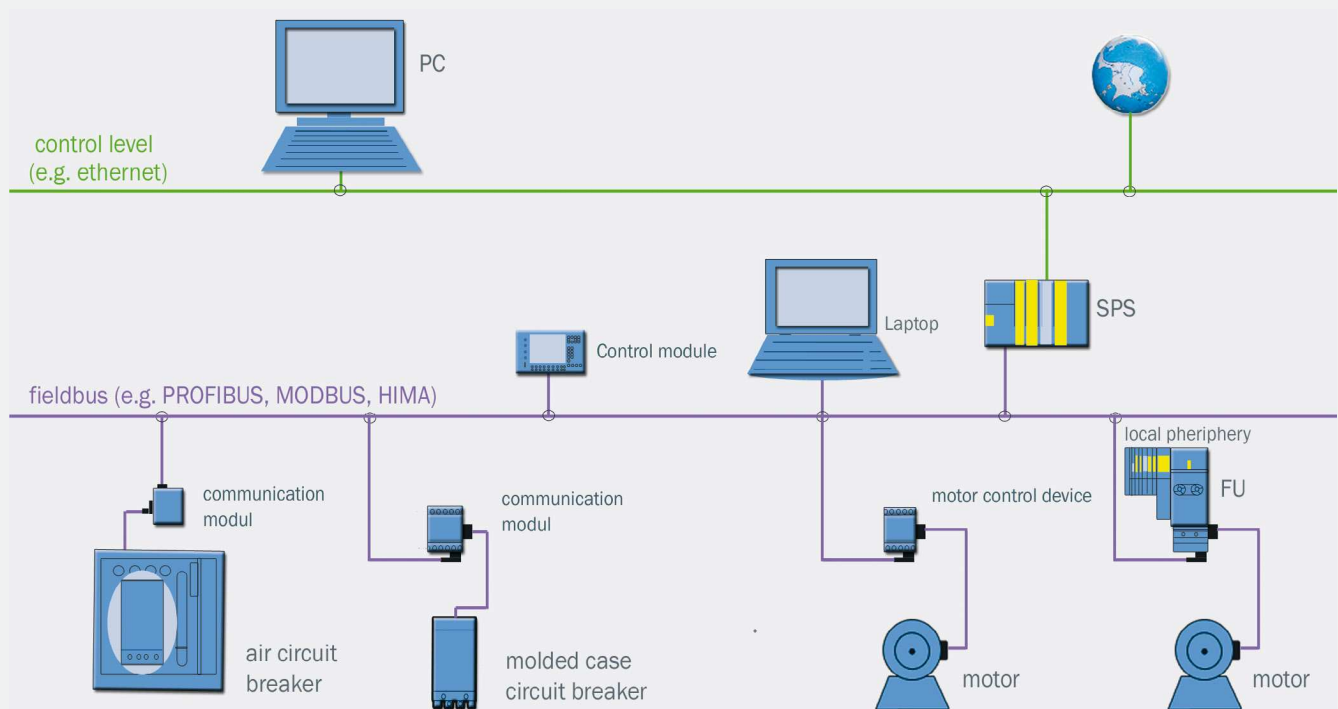 PC
control level
(e.g. ethernet)
SPS
Laptop
Control module
fieldbus (e.g. PROFIBUS, MODBUS, HIMA)
local pheriphery
FU
communication
modul
communication
modul
motor control device
air circuit
breaker
molded case
circuit breaker
motor
motor